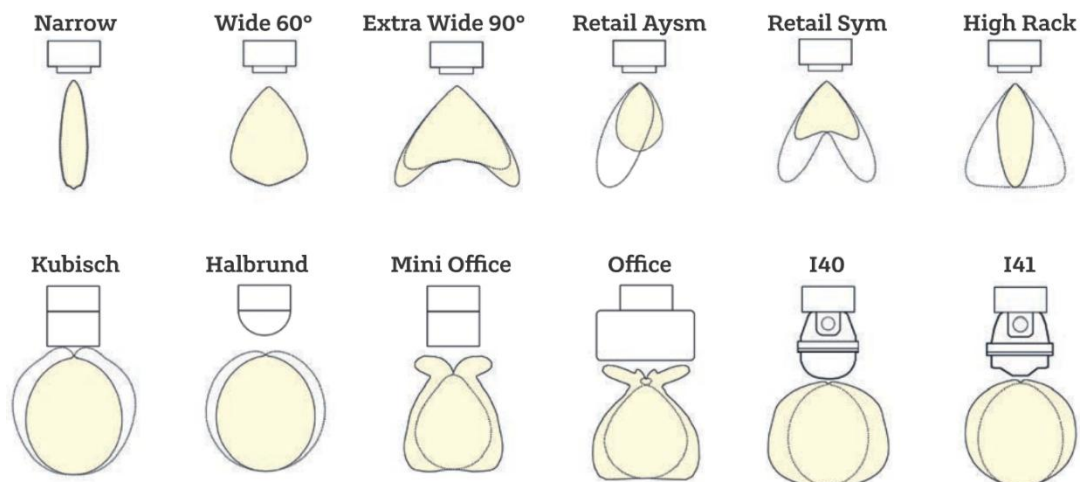 Narrow
Wide 60°
Extra Wide 90°
Retail Aysm
Retail Sym
High Rack
Kubisch
Halbrund
Mini Office
Office
I40
I41